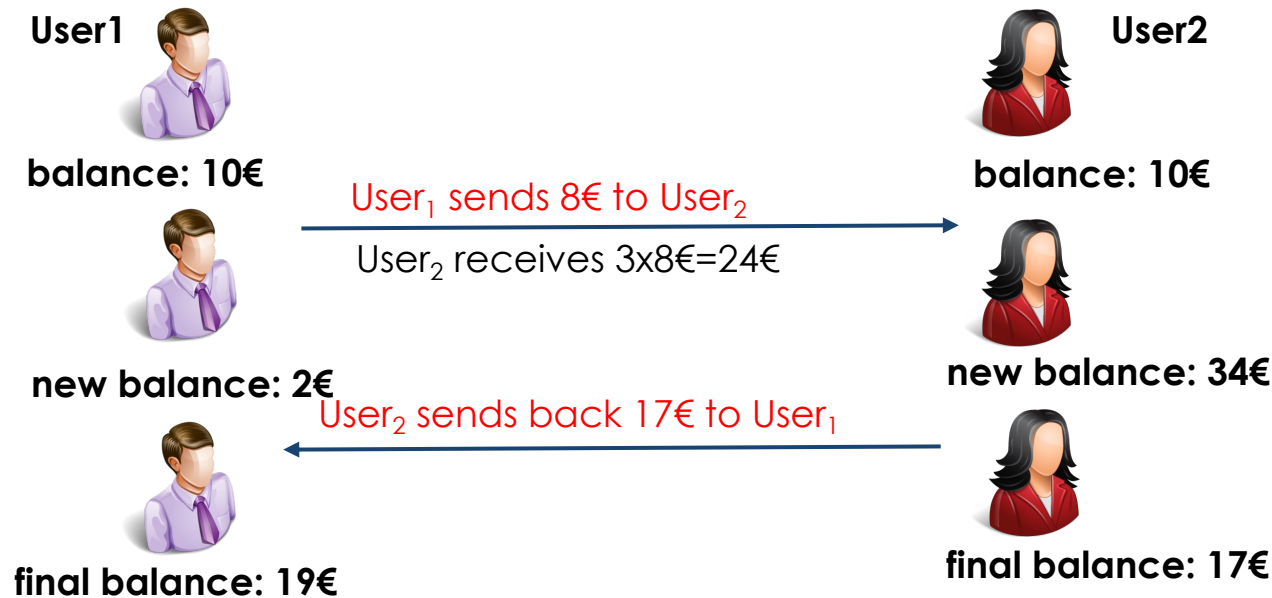 User1
User2
balance: 10€
balance: 10€
User₁ sends 8€ to User₂
User₂ receives 3x8€=24€
new balance: 2€
new balance: 34€
User₂ sends back 17€ to User₁
final balance: 19€
final balance: 17€